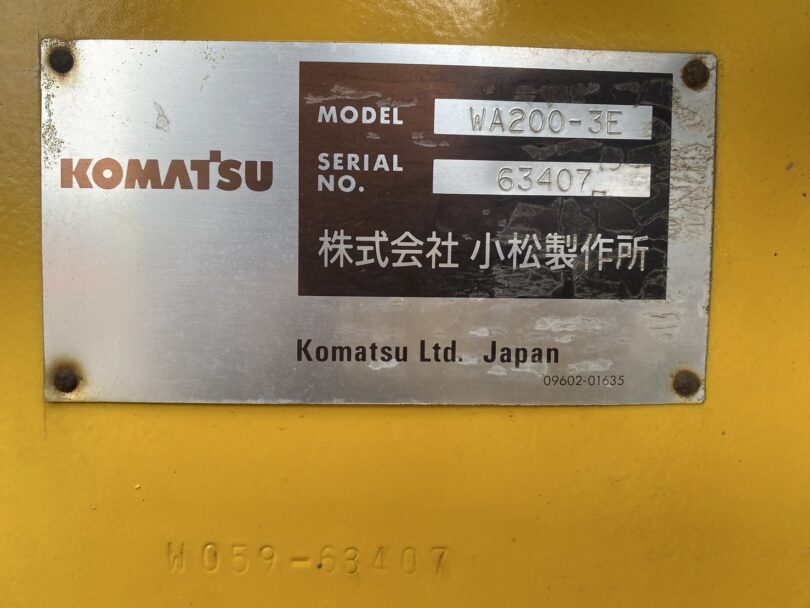 KOMATSU
MODEL WA200-3E
SERIAL NO. 63407
株式会社 小松製作所
Komatsu Ltd. Japan
09602-01635
W059-63407